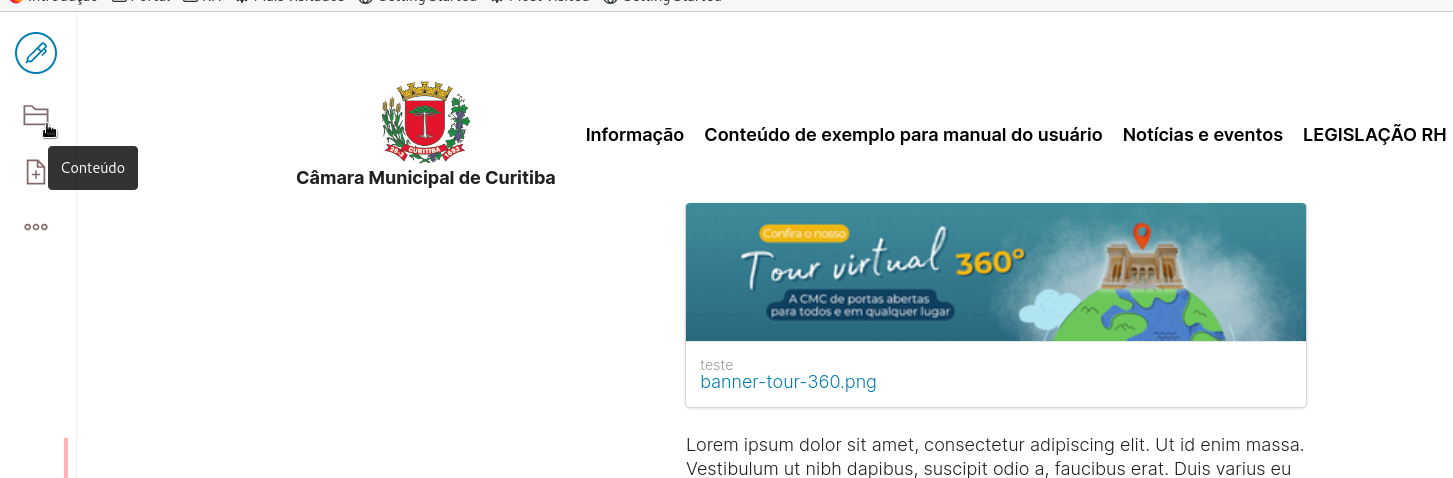 Conteúdo
CURITIBA
Câmara Municipal de Curitiba
Informação Conteúdo de exemplo para manual do usuário Notícias e eventos LEGISLAÇÃO RH
Confira o nosso
Tour virtual 360°
A CMC de portas abertas
para todos e em qualquer lugar
teste
banner-tour-360.png
Lorem ipsum dolor sit amet, consectetur adipiscing elit. Ut id enim massa.
Vestibulum ut nibh dapibus, suscipit odio a, faucibus erat. Duis varius eu